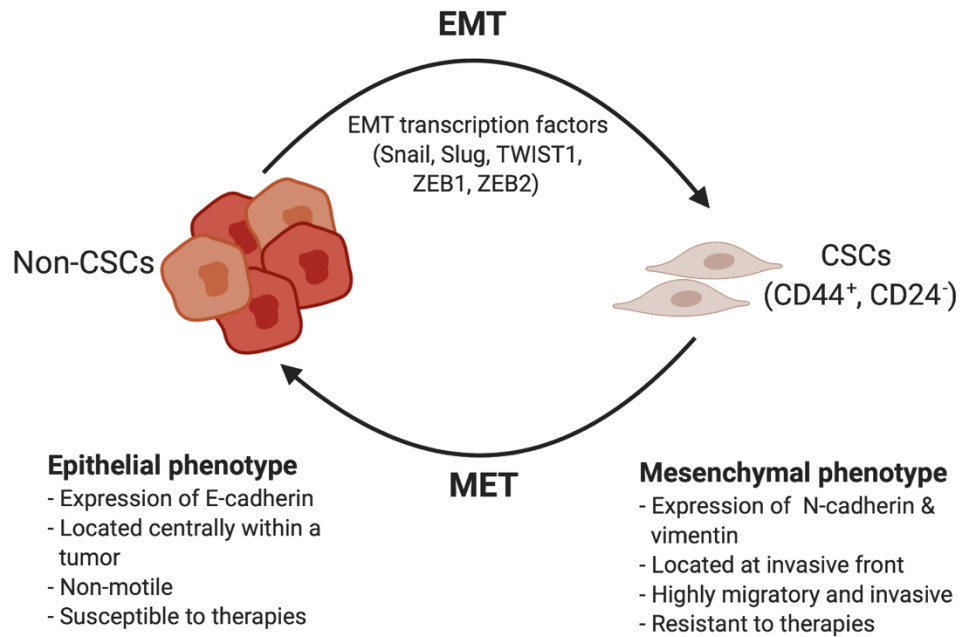 EMT
EMT transcription factors
(Snail, Slug, TWIST1,
ZEB1, ZEB2)
Non-CSCs
CSCs
(CD44⁺, CD24⁻)
MET
Epithelial phenotype
- Expression of E-cadherin
- Located centrally within a
tumor
- Non-motile
- Susceptible to therapies
Mesenchymal phenotype
- Expression of N-cadherin &
vimentin
- Located at invasive front
- Highly migratory and invasive
- Resistant to therapies